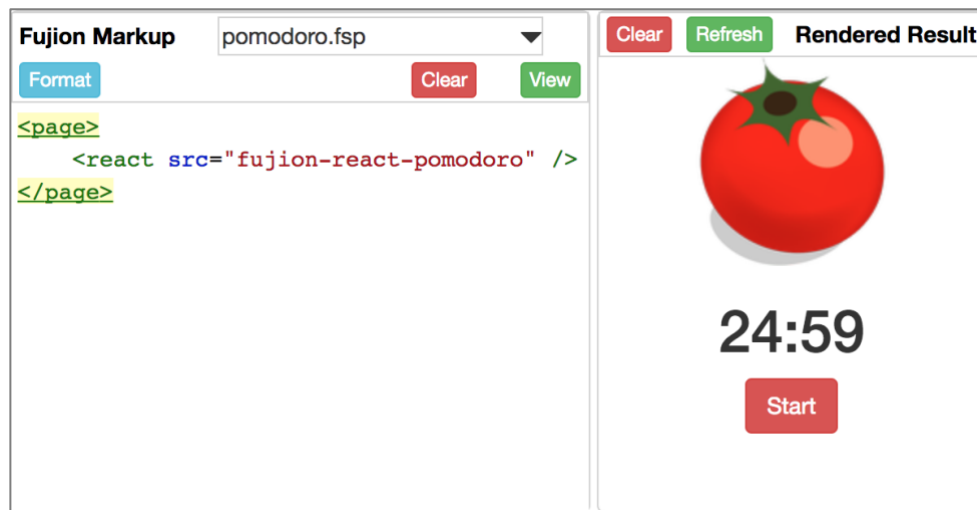 Fujion Markup pomodoro.fsp
Format Clear View
<page>
    <react src="fujion-react-pomodoro" />
</page>
Clear Refresh Rendered Result
24:59
Start